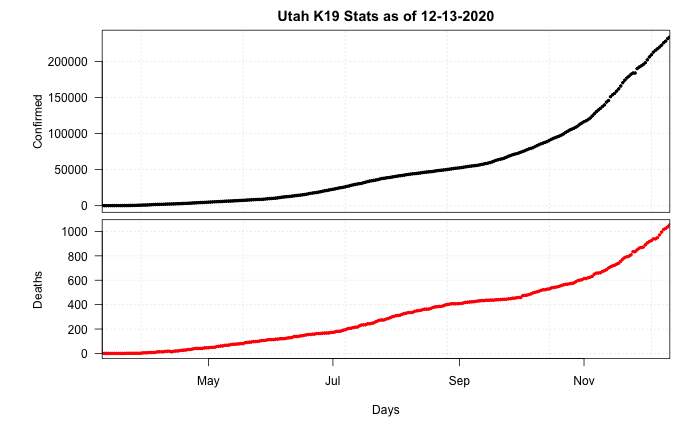 Utah K19 Stats as of 12-13-2020
Confirmed
200000
150000
100000
50000
0
Deaths
1000
800
600
400
200
0
May Jul Sep Nov
Days